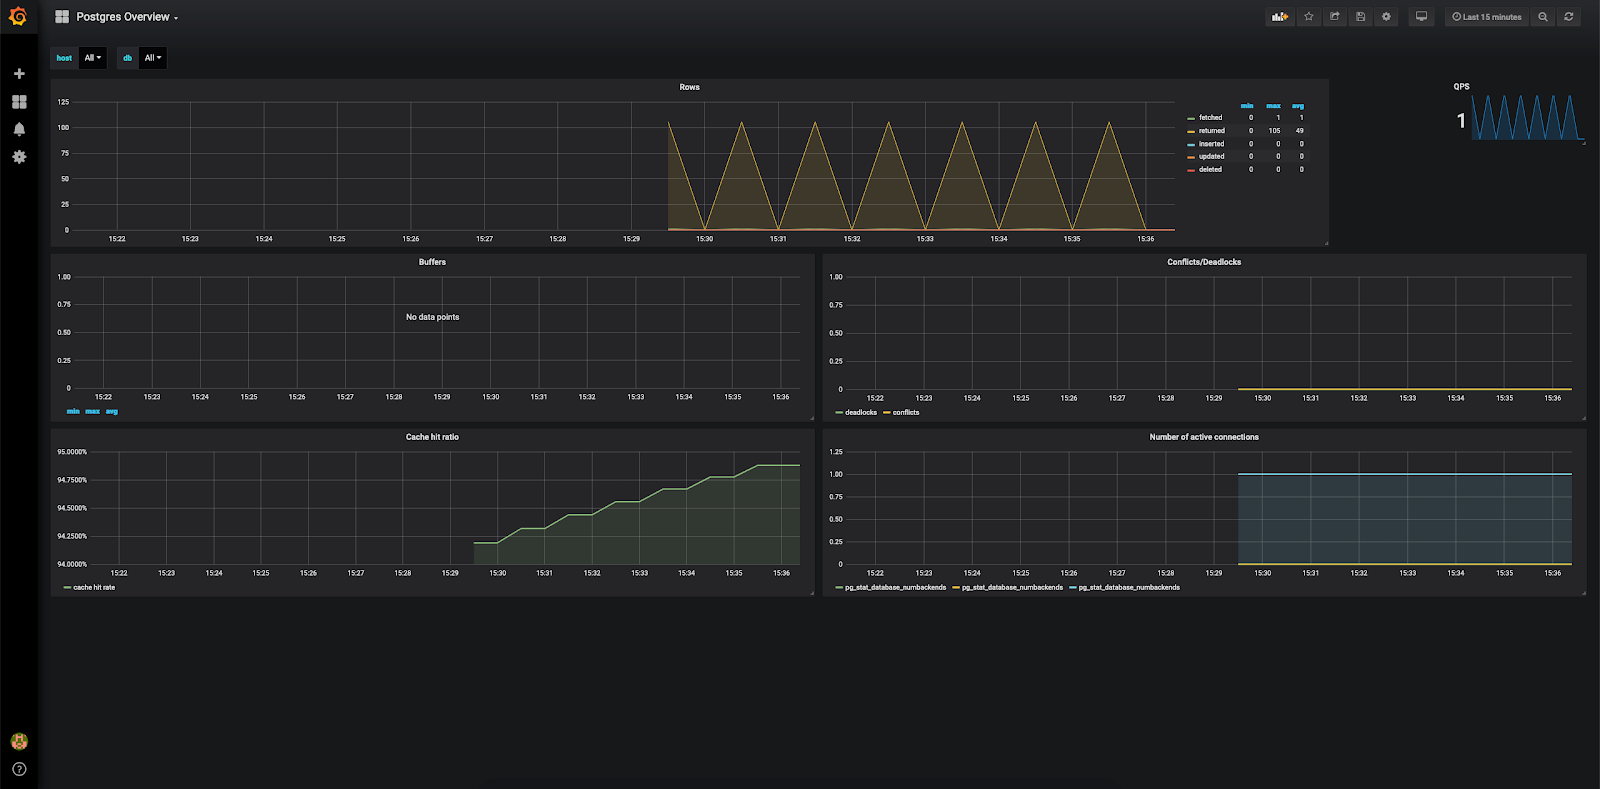 Postgres Overview
Last 15 minutes
host All db All
Rows
125
100
75
50
25
0
15:22 15:23 15:24 15:25 15:26 15:27 15:28 15:29 15:30 15:31 15:32 15:33 15:34 15:35 15:36
min max avg
fetched 0 1 1
returned 0 105 49
inserted 0 0 0
updated 0 0 0
deleted 0 0 0
QPS
1
Buffers
1.00
0.75
No data points
0.50
0.25
0
15:22 15:23 15:24 15:25 15:26 15:27 15:28 15:29 15:30 15:31 15:32 15:33 15:34 15:35 15:36
min max avg
Conflicts/Deadlocks
1.00
0.75
0.50
0.25
0
15:22 15:23 15:24 15:25 15:26 15:27 15:28 15:29 15:30 15:31 15:32 15:33 15:34 15:35 15:36
deadlocks conflicts
Cache hit ratio
95.0000%
94.7500%
94.5000%
94.2500%
94.0000%
15:22 15:23 15:24 15:25 15:26 15:27 15:28 15:29 15:30 15:31 15:32 15:33 15:34 15:35 15:36
cache hit rate
Number of active connections
1.25
1.00
0.75
0.50
0.25
0
15:22 15:23 15:24 15:25 15:26 15:27 15:28 15:29 15:30 15:31 15:32 15:33 15:34 15:35 15:36
pg_stat_database_numbackends pg_stat_database_numbackends pg_stat_database_numbackends